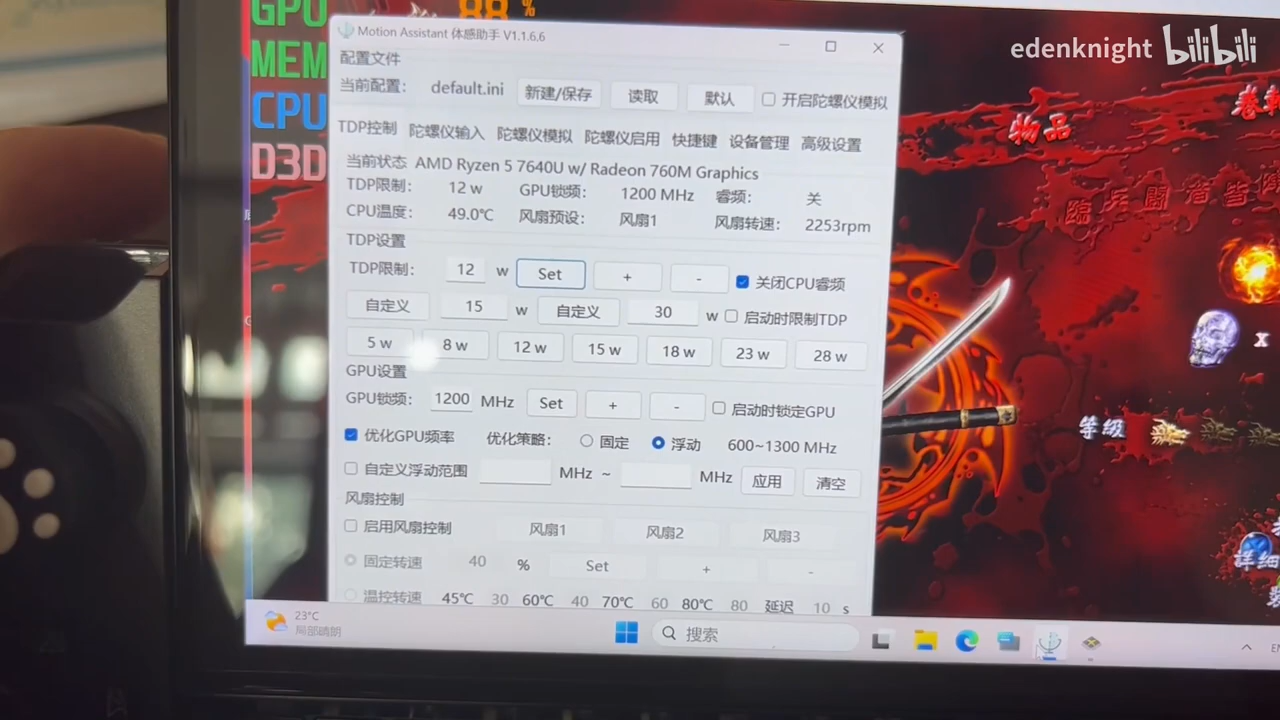 GPU 88 %
MEM
CPU
D3D
edenknight bilibili
Motion Assistant 体感助手 V1.1.6.6
配置文件
当前配置： default.ini 新建/保存 读取 默认 开启陀螺仪模拟
TDP控制 陀螺仪输入 陀螺仪模拟 陀螺仪启用 快捷键 设备管理 高级设置
当前状态 AMD Ryzen 5 7640U w/ Radeon 760M Graphics
TDP限制： 12 w GPU锁频： 1200 MHz 睿频： 关
CPU温度： 49.0℃ 风扇预设： 风扇1 风扇转速： 2253rpm
TDP设置
TDP限制： 12 w Set + - 关闭CPU睿频
自定义 15 w 自定义 30 w 启动时限制TDP
5 w 8 w 12 w 15 w 18 w 23 w 28 w
GPU设置
GPU锁频： 1200 MHz Set + - 启动时锁定GPU
优化GPU频率 优化策略： 固定 浮动 600~1300 MHz
自定义浮动范围 MHz ~ MHz 应用 清空
风扇控制
启用风扇控制 风扇1 风扇2 风扇3
固定转速 40 % Set + -
温控转速 45℃ 30 60℃ 40 70℃ 60 80℃ 80 延迟 10 s
物品
臨兵闘者皆
x
等級
詳細
23°C
局部晴朗
搜索